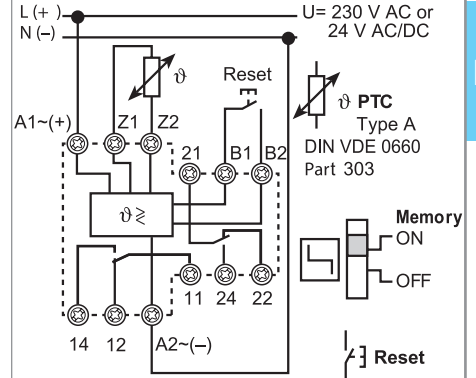 L (+)
N (–)
U= 230 V AC or
24 V AC/DC
ϑ
Reset
ϑ PTC
Type A
DIN VDE 0660
Part 303
A1~(+)
Z1
Z2
21
B1
B2
ϑ ≷
Memory
ON
OFF
11
24
22
14
12
A2~(–)
Reset